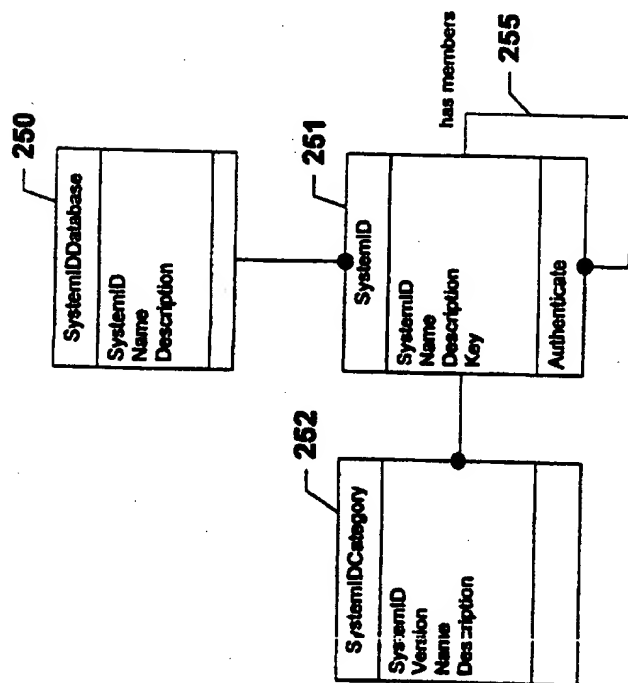 SystemIDDatabase
250
SystemID
Name
Description
SystemID
251
SystemID
Name
Description
Key
Authenticate
has members
255
SystemIDCategory
252
SystemID
Version
Name
Description